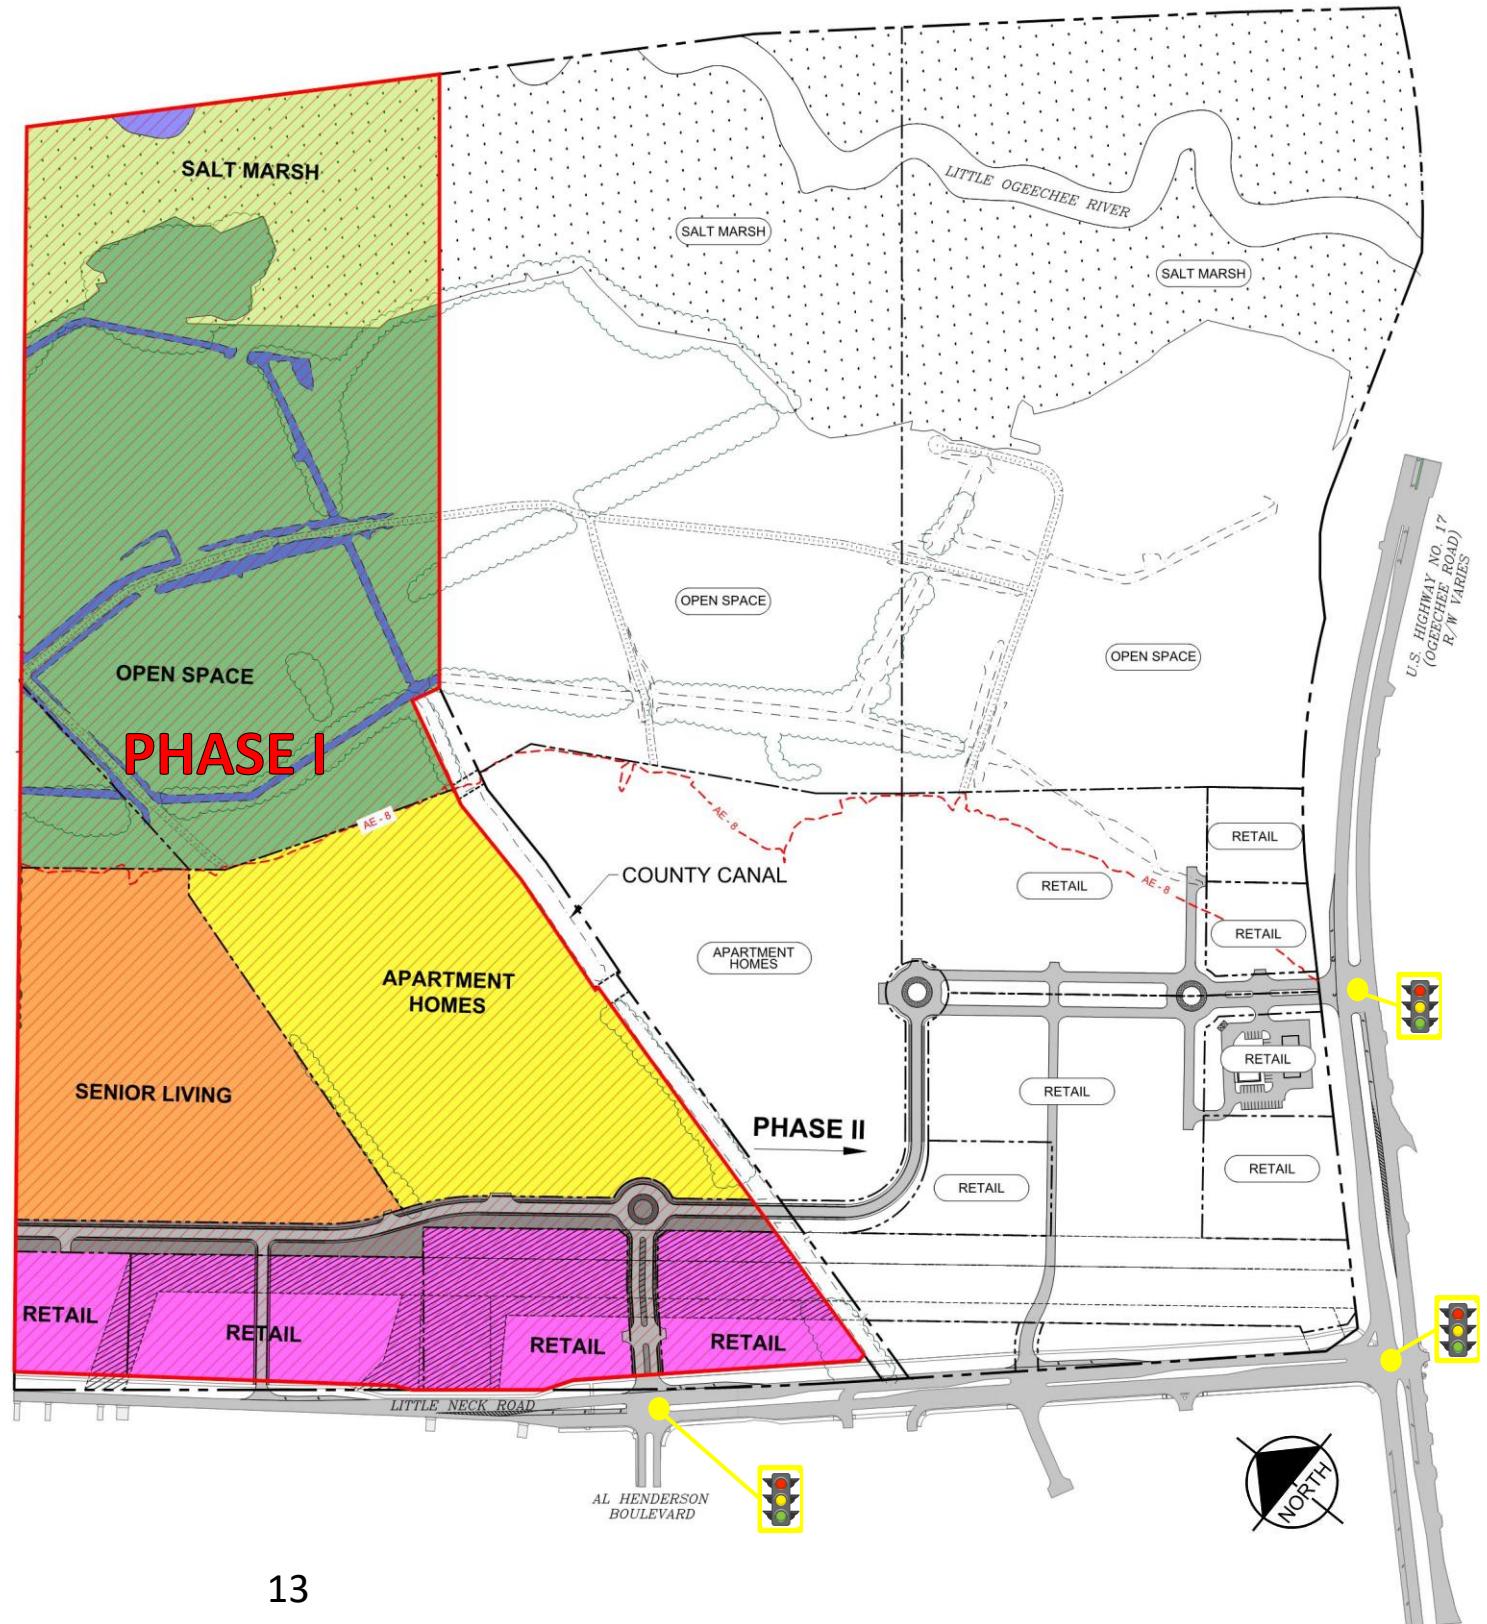 SALT MARSH
LITTLE OGEECHEE RIVER
SALT MARSH
SALT MARSH
U.S. HIGHWAY NO. 17
(OGEECHEE ROAD)
R/W VARIES
OPEN SPACE
OPEN SPACE
OPEN SPACE
PHASE I
AE - 8
AE - 8
RETAIL
COUNTY CANAL
RETAIL
AE - 8
RETAIL
APARTMENT
HOMES
APARTMENT
HOMES
RETAIL
SENIOR LIVING
RETAIL
PHASE II
RETAIL
RETAIL
RETAIL
RETAIL
RETAIL
RETAIL
LITTLE NECK ROAD
AL HENDERSON
BOULEVARD
NORTH
13